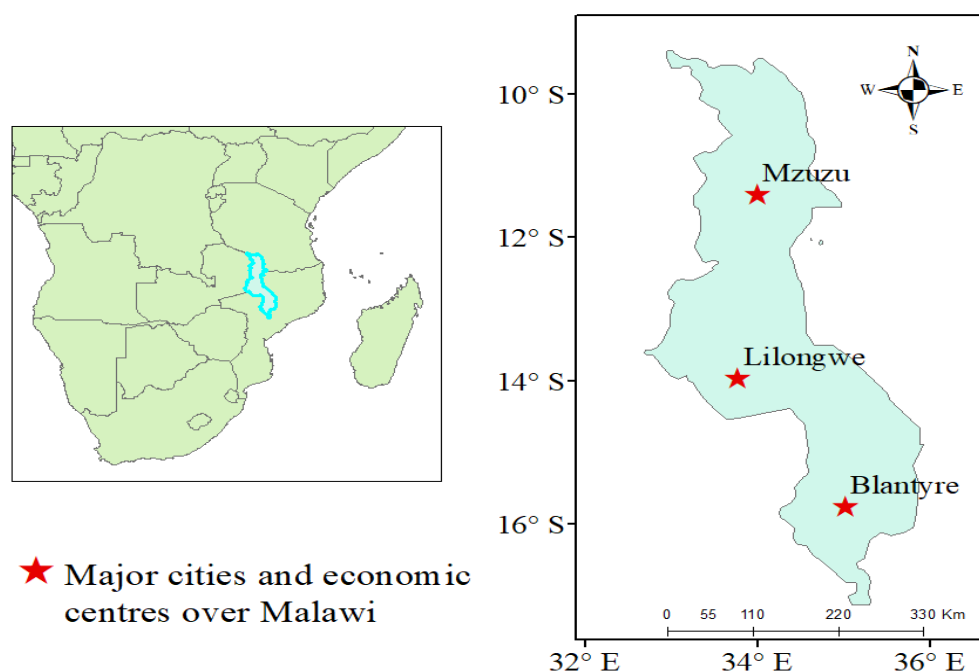 N
W E
S
10° S
Mzuzu
12° S
Lilongwe
14° S
Blantyre
16° S
0 55 110 220 330 Km
32° E 34° E 36° E
Major cities and economic
centres over Malawi